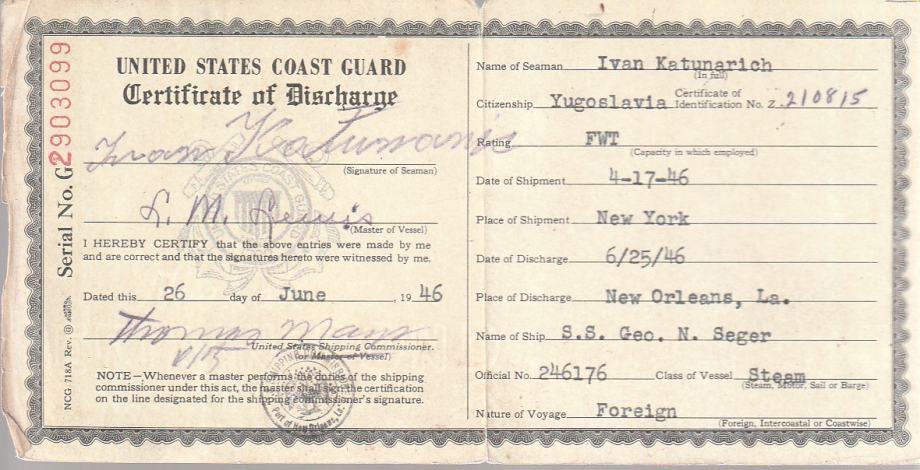 Serial No. G2903099
NCG 718A Rev.
UNITED STATES COAST GUARD
Certificate of Discharge
Ivan Katunarić
(Signature of Seaman)
L. M. Lewis
(Master of Vessel)
I HEREBY CERTIFY that the above entries were made by me
and are correct and that the signatures hereto were witnessed by me.
Dated this 26 day of June, 1946
Thomas
United States Shipping Commissioner.
(or Master of Vessel)
NOTE—Whenever a master performs the duties of the shipping
commissioner under this act, the master shall sign the certification
on the line designated for the shipping commissioner's signature.
Port of New Orleans, La.
Name of Seaman Ivan Katunarich
(In full)
Citizenship Yugoslavia Certificate of Identification No. Z 210815
Rating FWT
(Capacity in which employed)
Date of Shipment 4-17-46
Place of Shipment New York
Date of Discharge 6/25/46
Place of Discharge New Orleans, La.
Name of Ship S.S. Geo. N. Seger
Official No. 246176 Class of Vessel Steam
(Steam, Motor, Sail or Barge)
Nature of Voyage Foreign
(Foreign, Intercoastal or Coastwise)